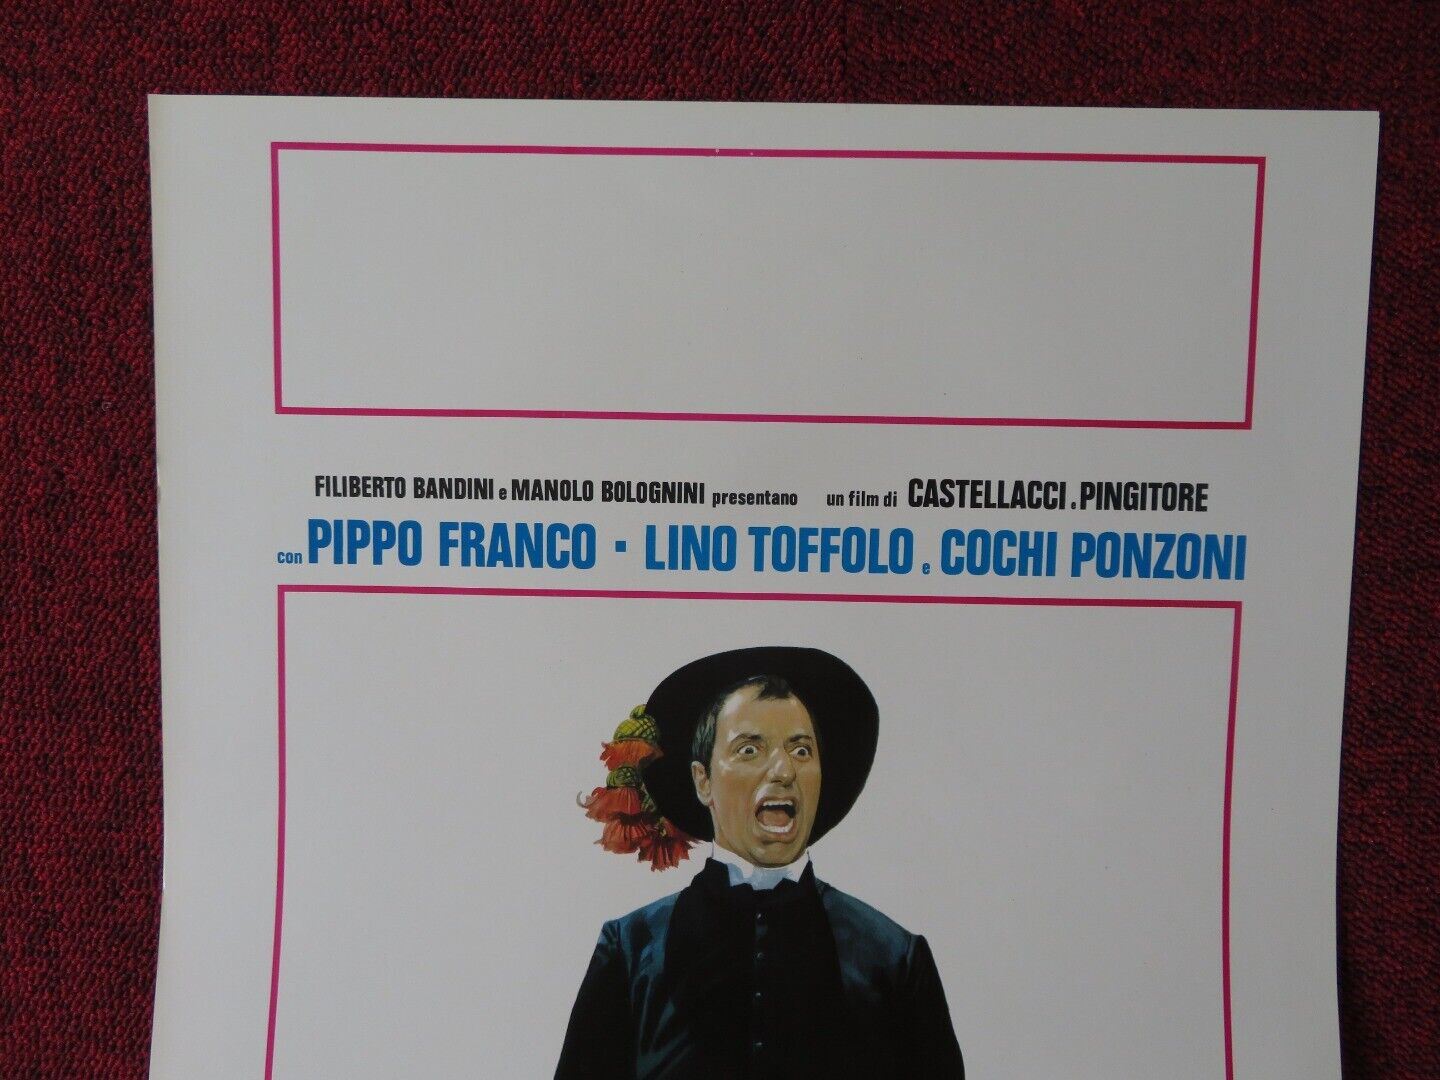 FILIBERTO BANDINI e MANOLO BOLOGNINI presentano un film di CASTELLACCI e PINGITORE
con PIPPO FRANCO · LINO TOFFOLO e COCHI PONZONI